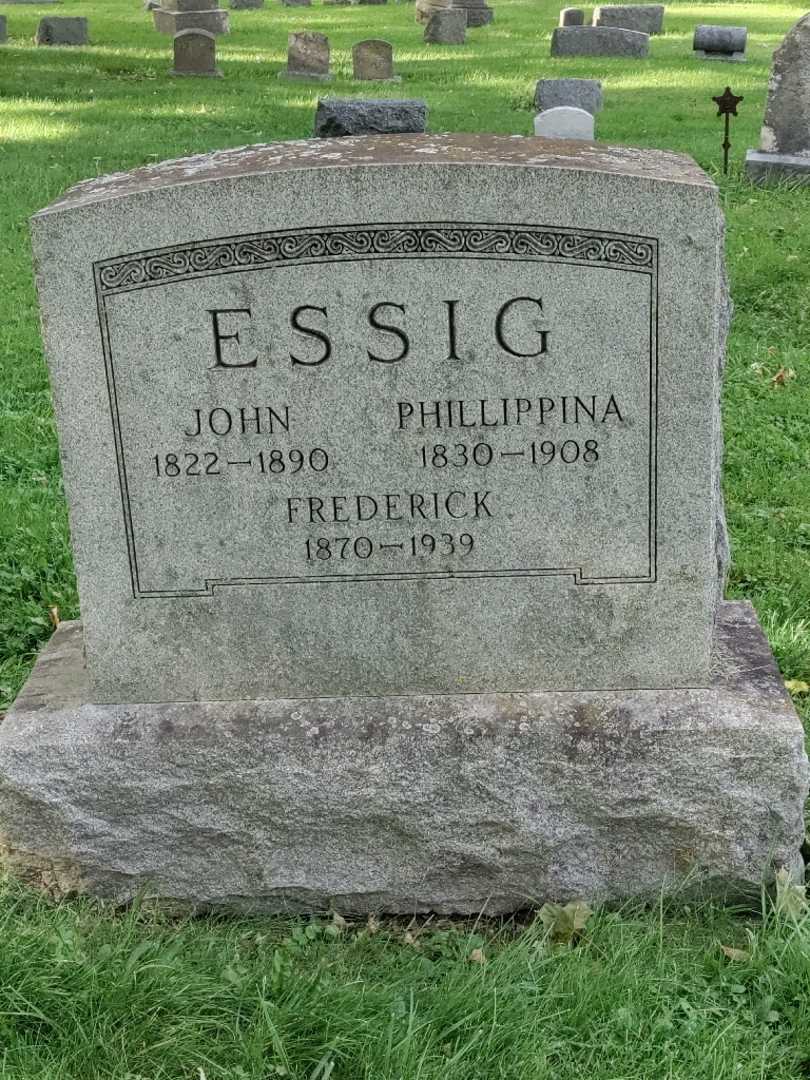 ESSIG
JOHN PHILLIPPINA
1822–1890 1830–1908
FREDERICK
1870–1939